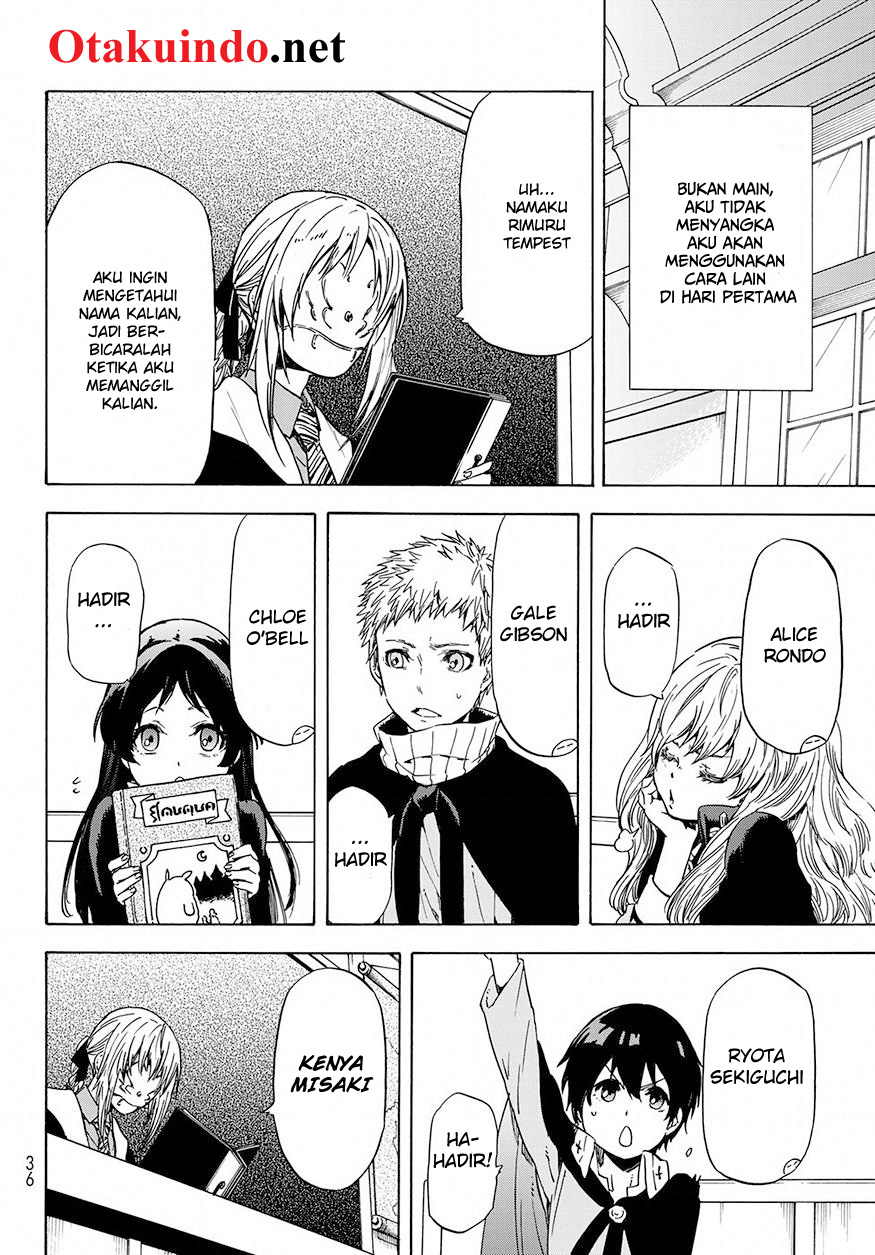 Otakuindo.net
BUKAN MAIN,
AKU TIDAK
MENYANGKA
AKU AKAN
MENGGUNAKAN
CARA LAIN
DI HARI PERTAMA
UH...
NAMAKU
RIMURU
TEMPEST
AKU INGIN
MENGETAHUI
NAMA KALIAN,
JADI BER-
BICARALAH
KETIKA AKU
MEMANGGIL
KALIAN.
ALICE
RONDO
...
HADIR
GALE
GIBSON
...
HADIR
CHLOE
O'BELL
HADIR
...
RYOTA
SEKIGUCHI
HA-
HADIR!
KENYA
MISAKI
36